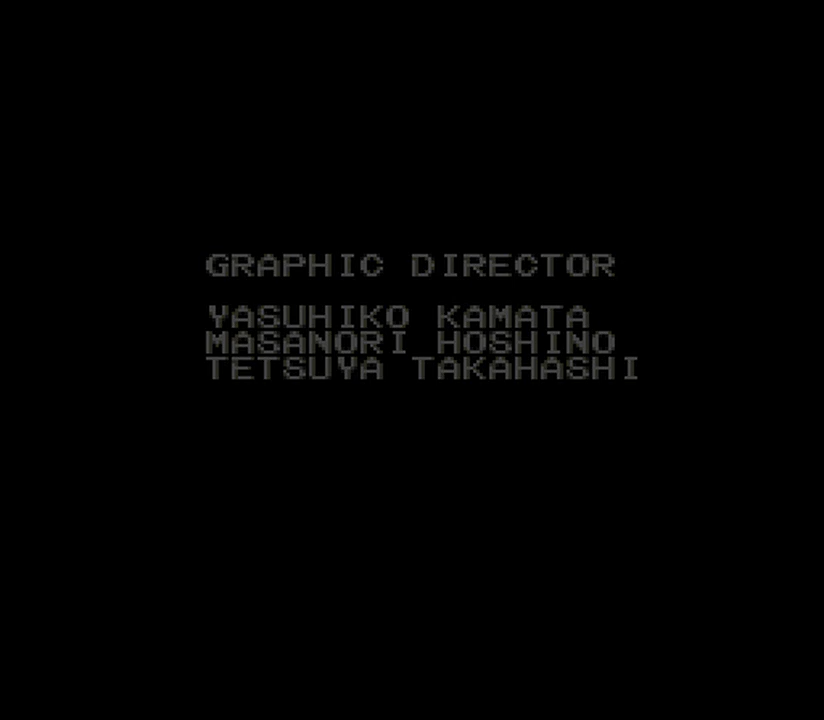 GRAPHIC DIRECTOR
YASUHIKO KAMATA
MASANORI HOSHINO
TETSUYA TAKAHASHI